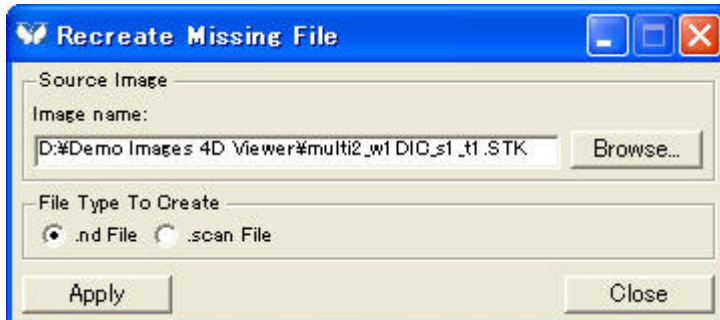 Recreate Missing File
Source Image
Image name:
D:¥Demo Images 4D Viewer¥multi2_w1DIC_s1_t1.STK
Browse...
File Type To Create
.nd File .scan File
Apply Close